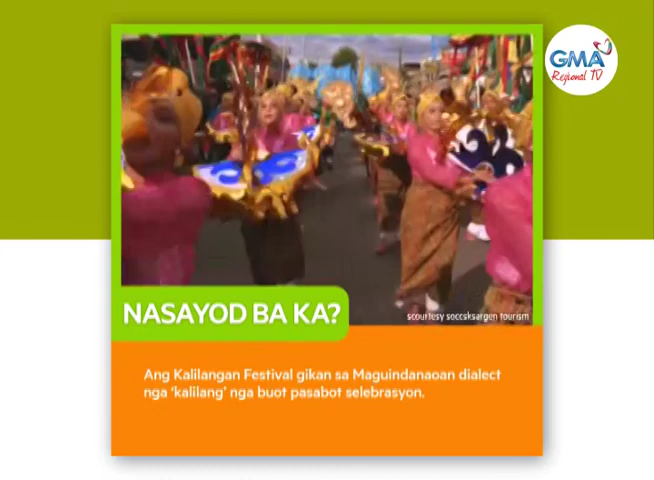 GMA
Regional TV
NASAYOD BA KA?
scourtesy soccsksargen tourism
Ang Kalilangan Festival gikan sa Maguindanaoan dialect
nga 'kalilang' nga buot pasabot selebrasyon.